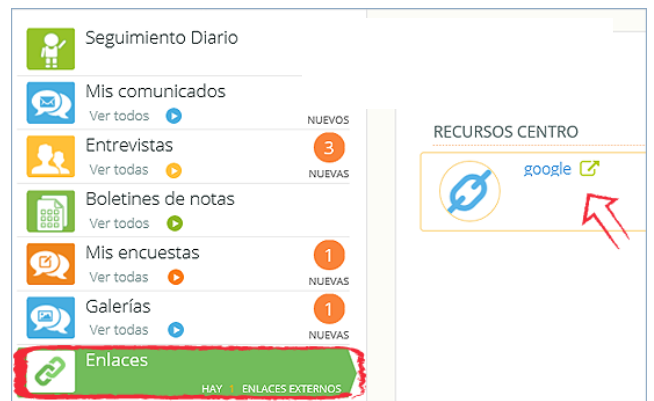 Seguimiento Diario
Mis comunicados
Ver todos
NUEVOS
Entrevistas
Ver todas
3
NUEVAS
Boletines de notas
Ver todos
Mis encuestas
Ver todas
1
NUEVAS
Galerías
Ver todas
1
NUEVAS
Enlaces
HAY 1 ENLACES EXTERNOS
RECURSOS CENTRO
google